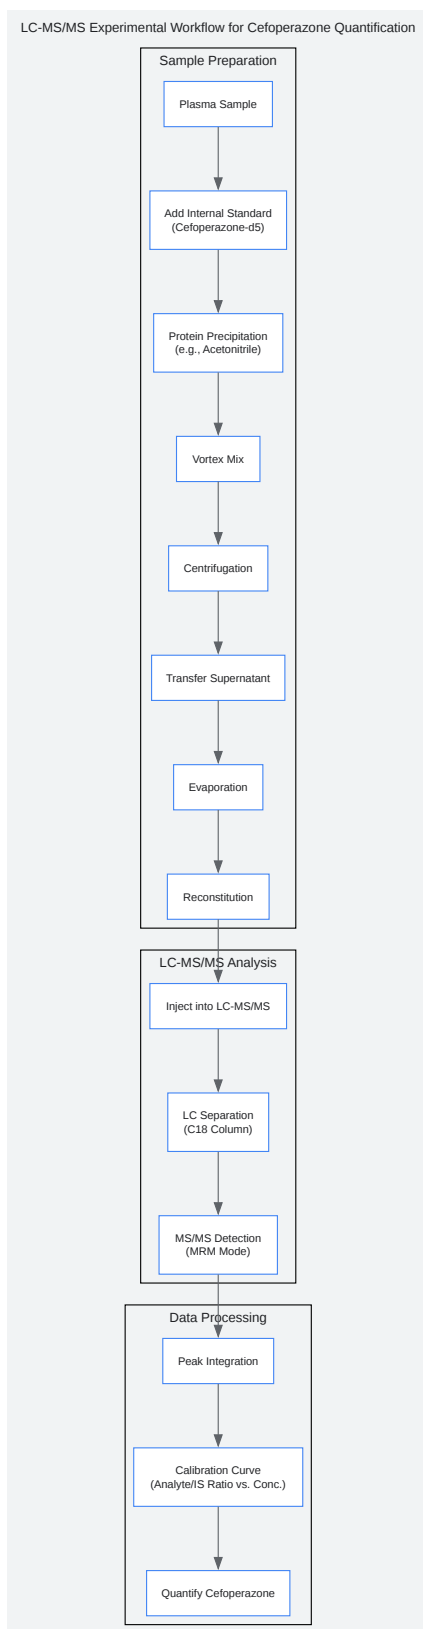 LC-MS/MS Experimental Workflow for Cefoperazone Quantification
Sample Preparation
Plasma Sample
Add Internal Standard
(Cefoperazone-d5)
Protein Precipitation
(e.g., Acetonitrile)
Vortex Mix
Centrifugation
Transfer Supernatant
Evaporation
Reconstitution
LC-MS/MS Analysis
Inject into LC-MS/MS
LC Separation
(C18 Column)
MS/MS Detection
(MRM Mode)
Data Processing
Peak Integration
Calibration Curve
(Analyte/IS Ratio vs. Conc.)
Quantify Cefoperazone